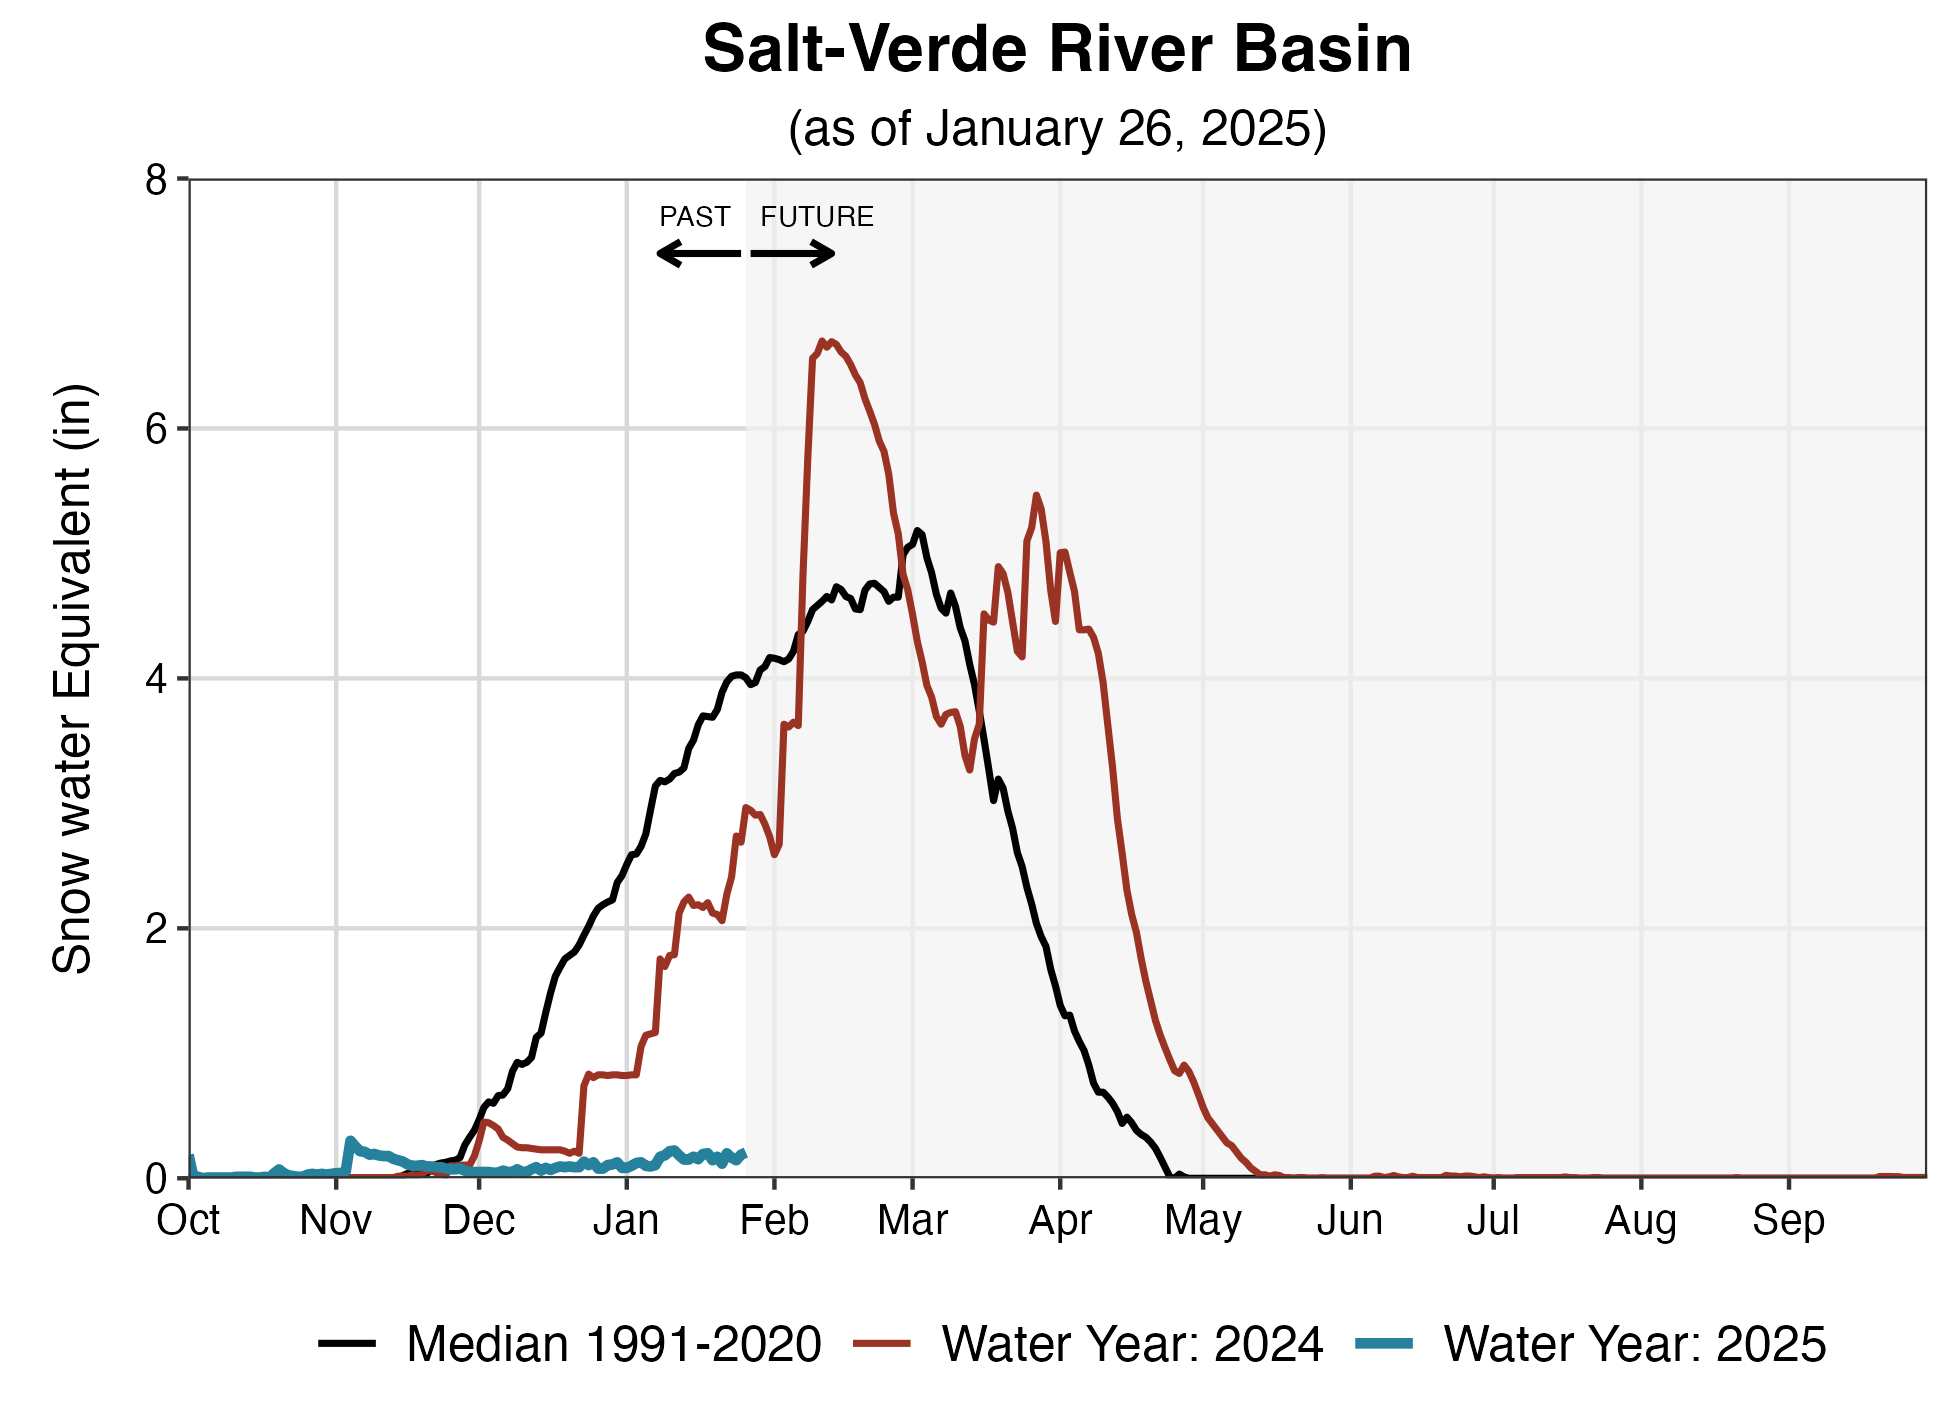 Salt-Verde River Basin
(as of January 26, 2025)
PAST FUTURE
Snow water Equivalent (in)
8
6
4
2
0
Oct Nov Dec Jan Feb Mar Apr May Jun Jul Aug Sep
Median 1991-2020 Water Year: 2024 Water Year: 2025